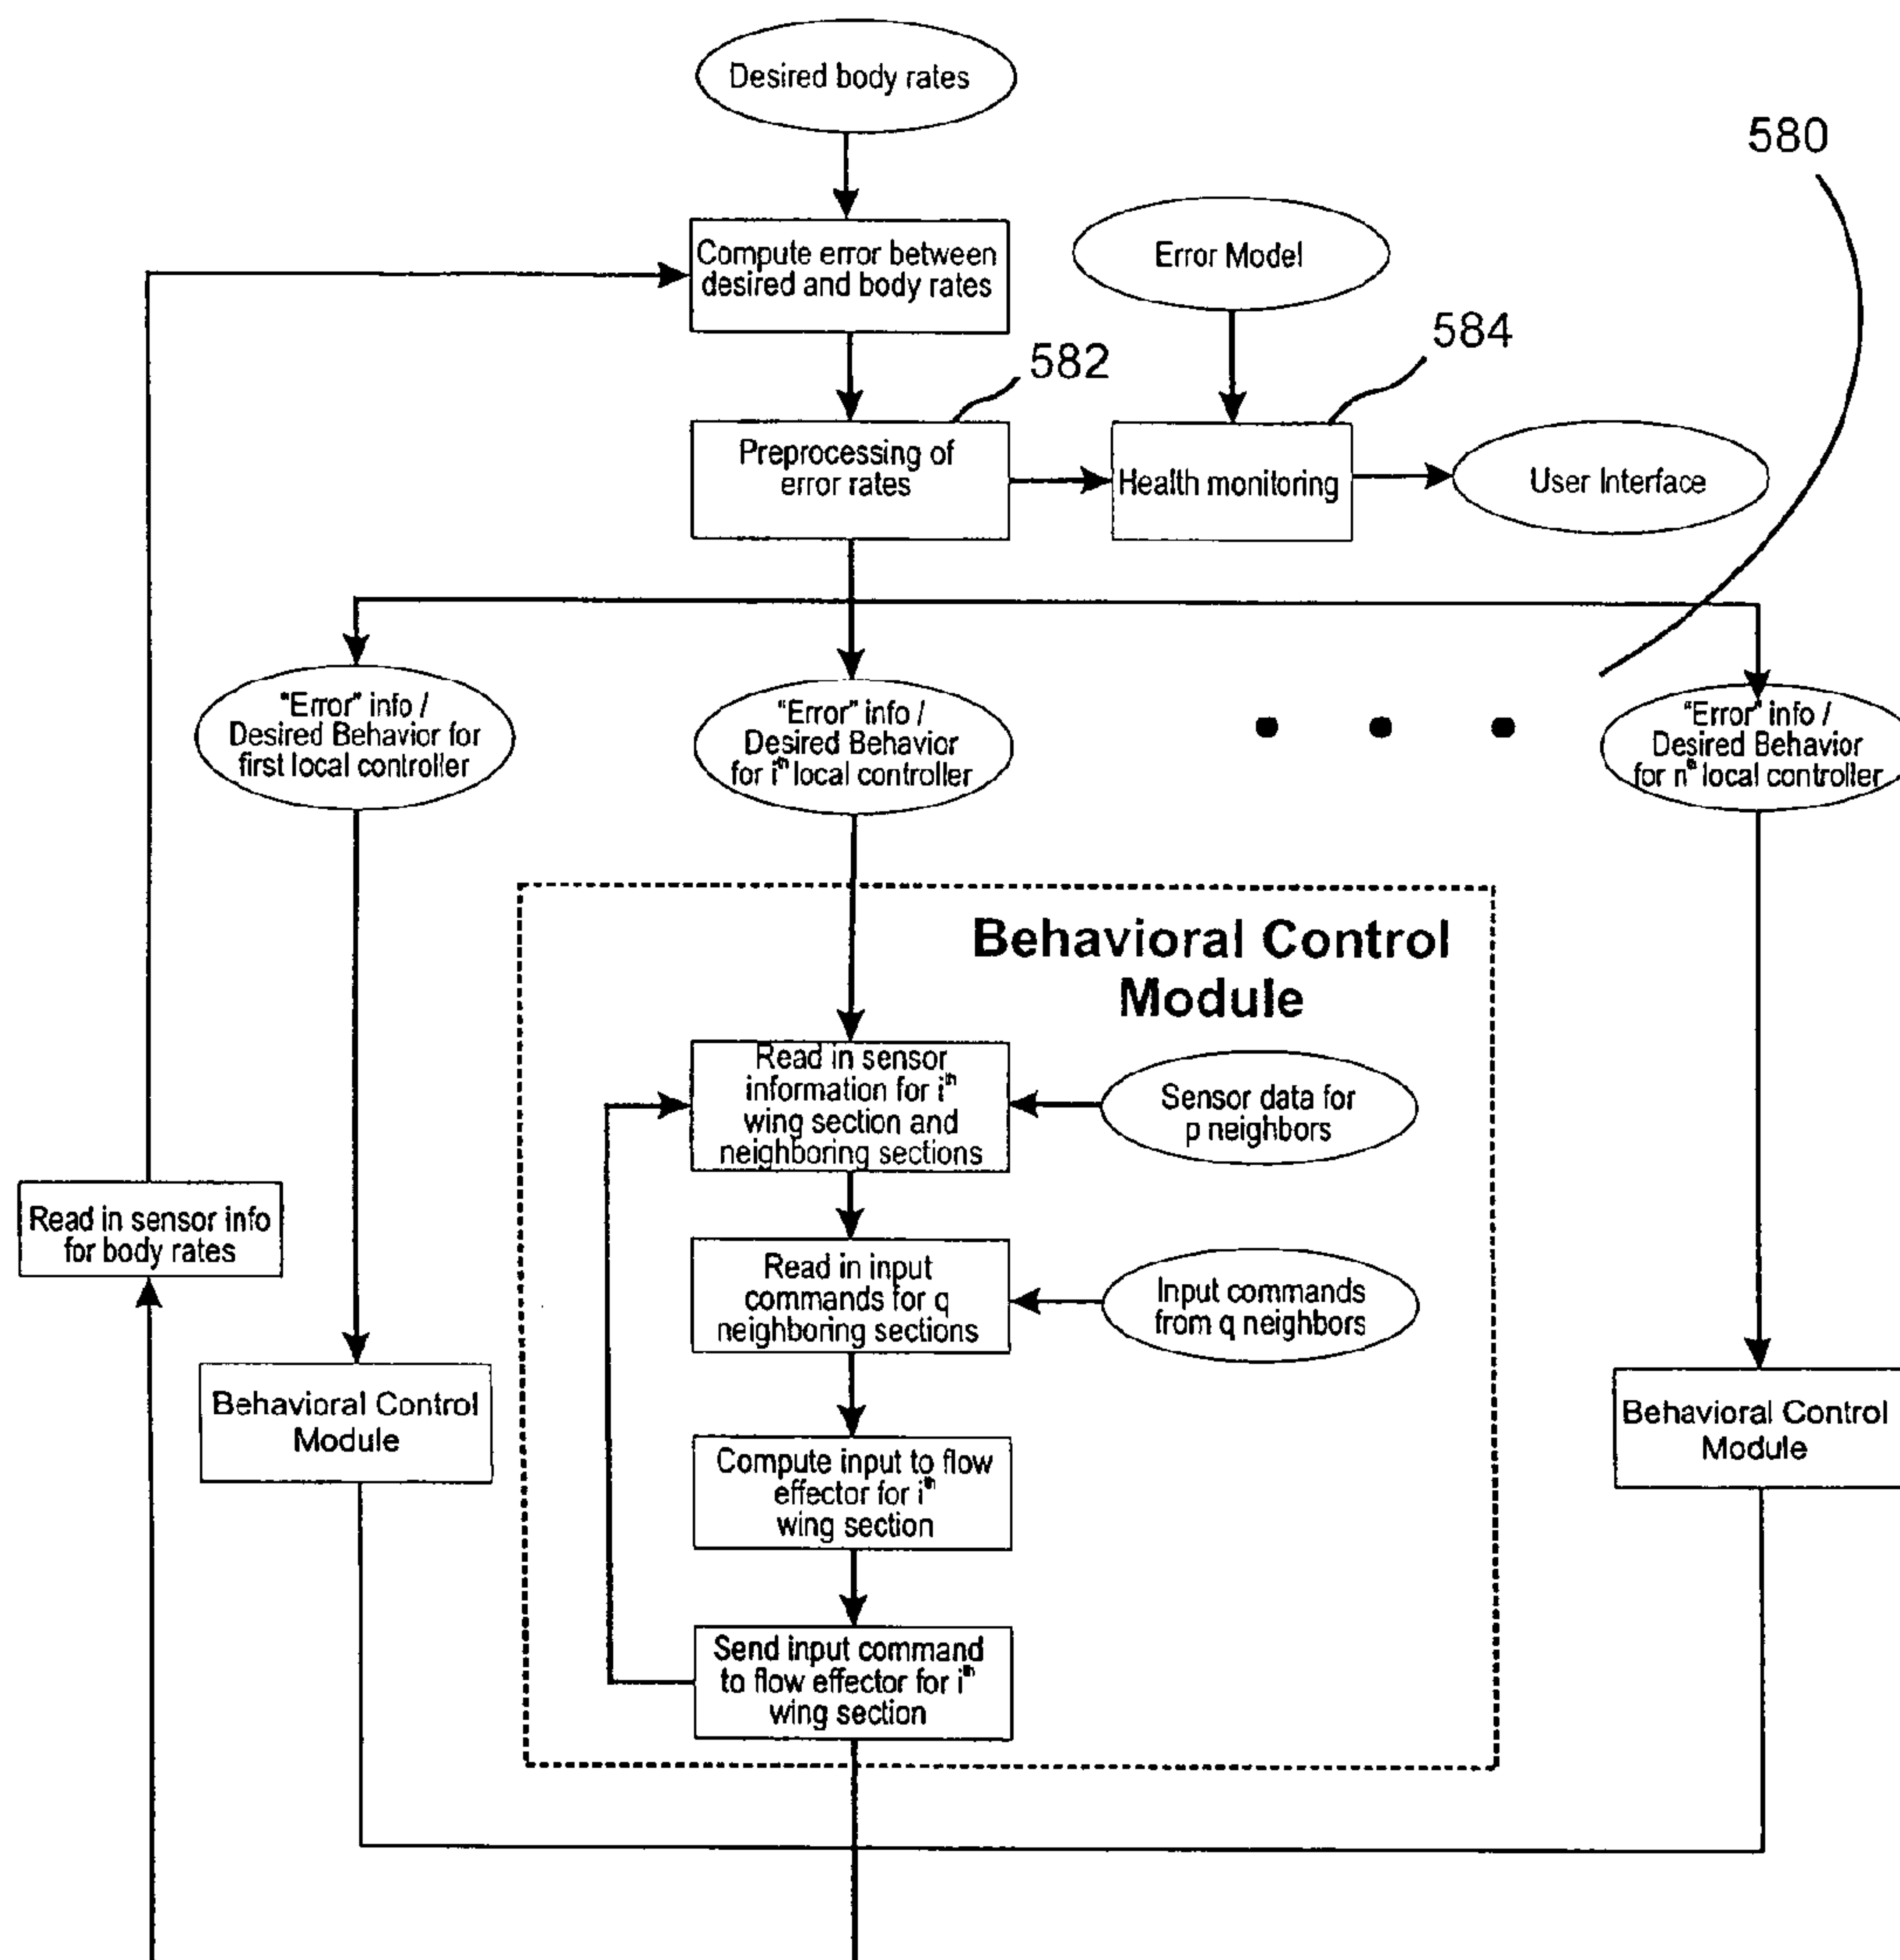 Desired body rates
580
Compute error between
desired and body rates
Error Model
584
582
Preprocessing of
error rates
Health monitoring
User Interface
"Error" info /
Desired Behavior for
first local controller
"Error" info /
Desired Behavior
for iᵗʰ local controller
"Error" info /
Desired Behavior
for nᵗʰ local controller
Behavioral Control
Module
Read in sensor
information for iᵗʰ
wing section and
neighboring sections
Sensor data for
p neighbors
Read in sensor info
for body rates
Read in input
commands for q
neighboring sections
Input commands
from q neighbors
Behavioral Control
Module
Behavioral Control
Module
Compute input to flow
effector for iᵗʰ
wing section
Send input command
to flow effector for iᵗʰ
wing section